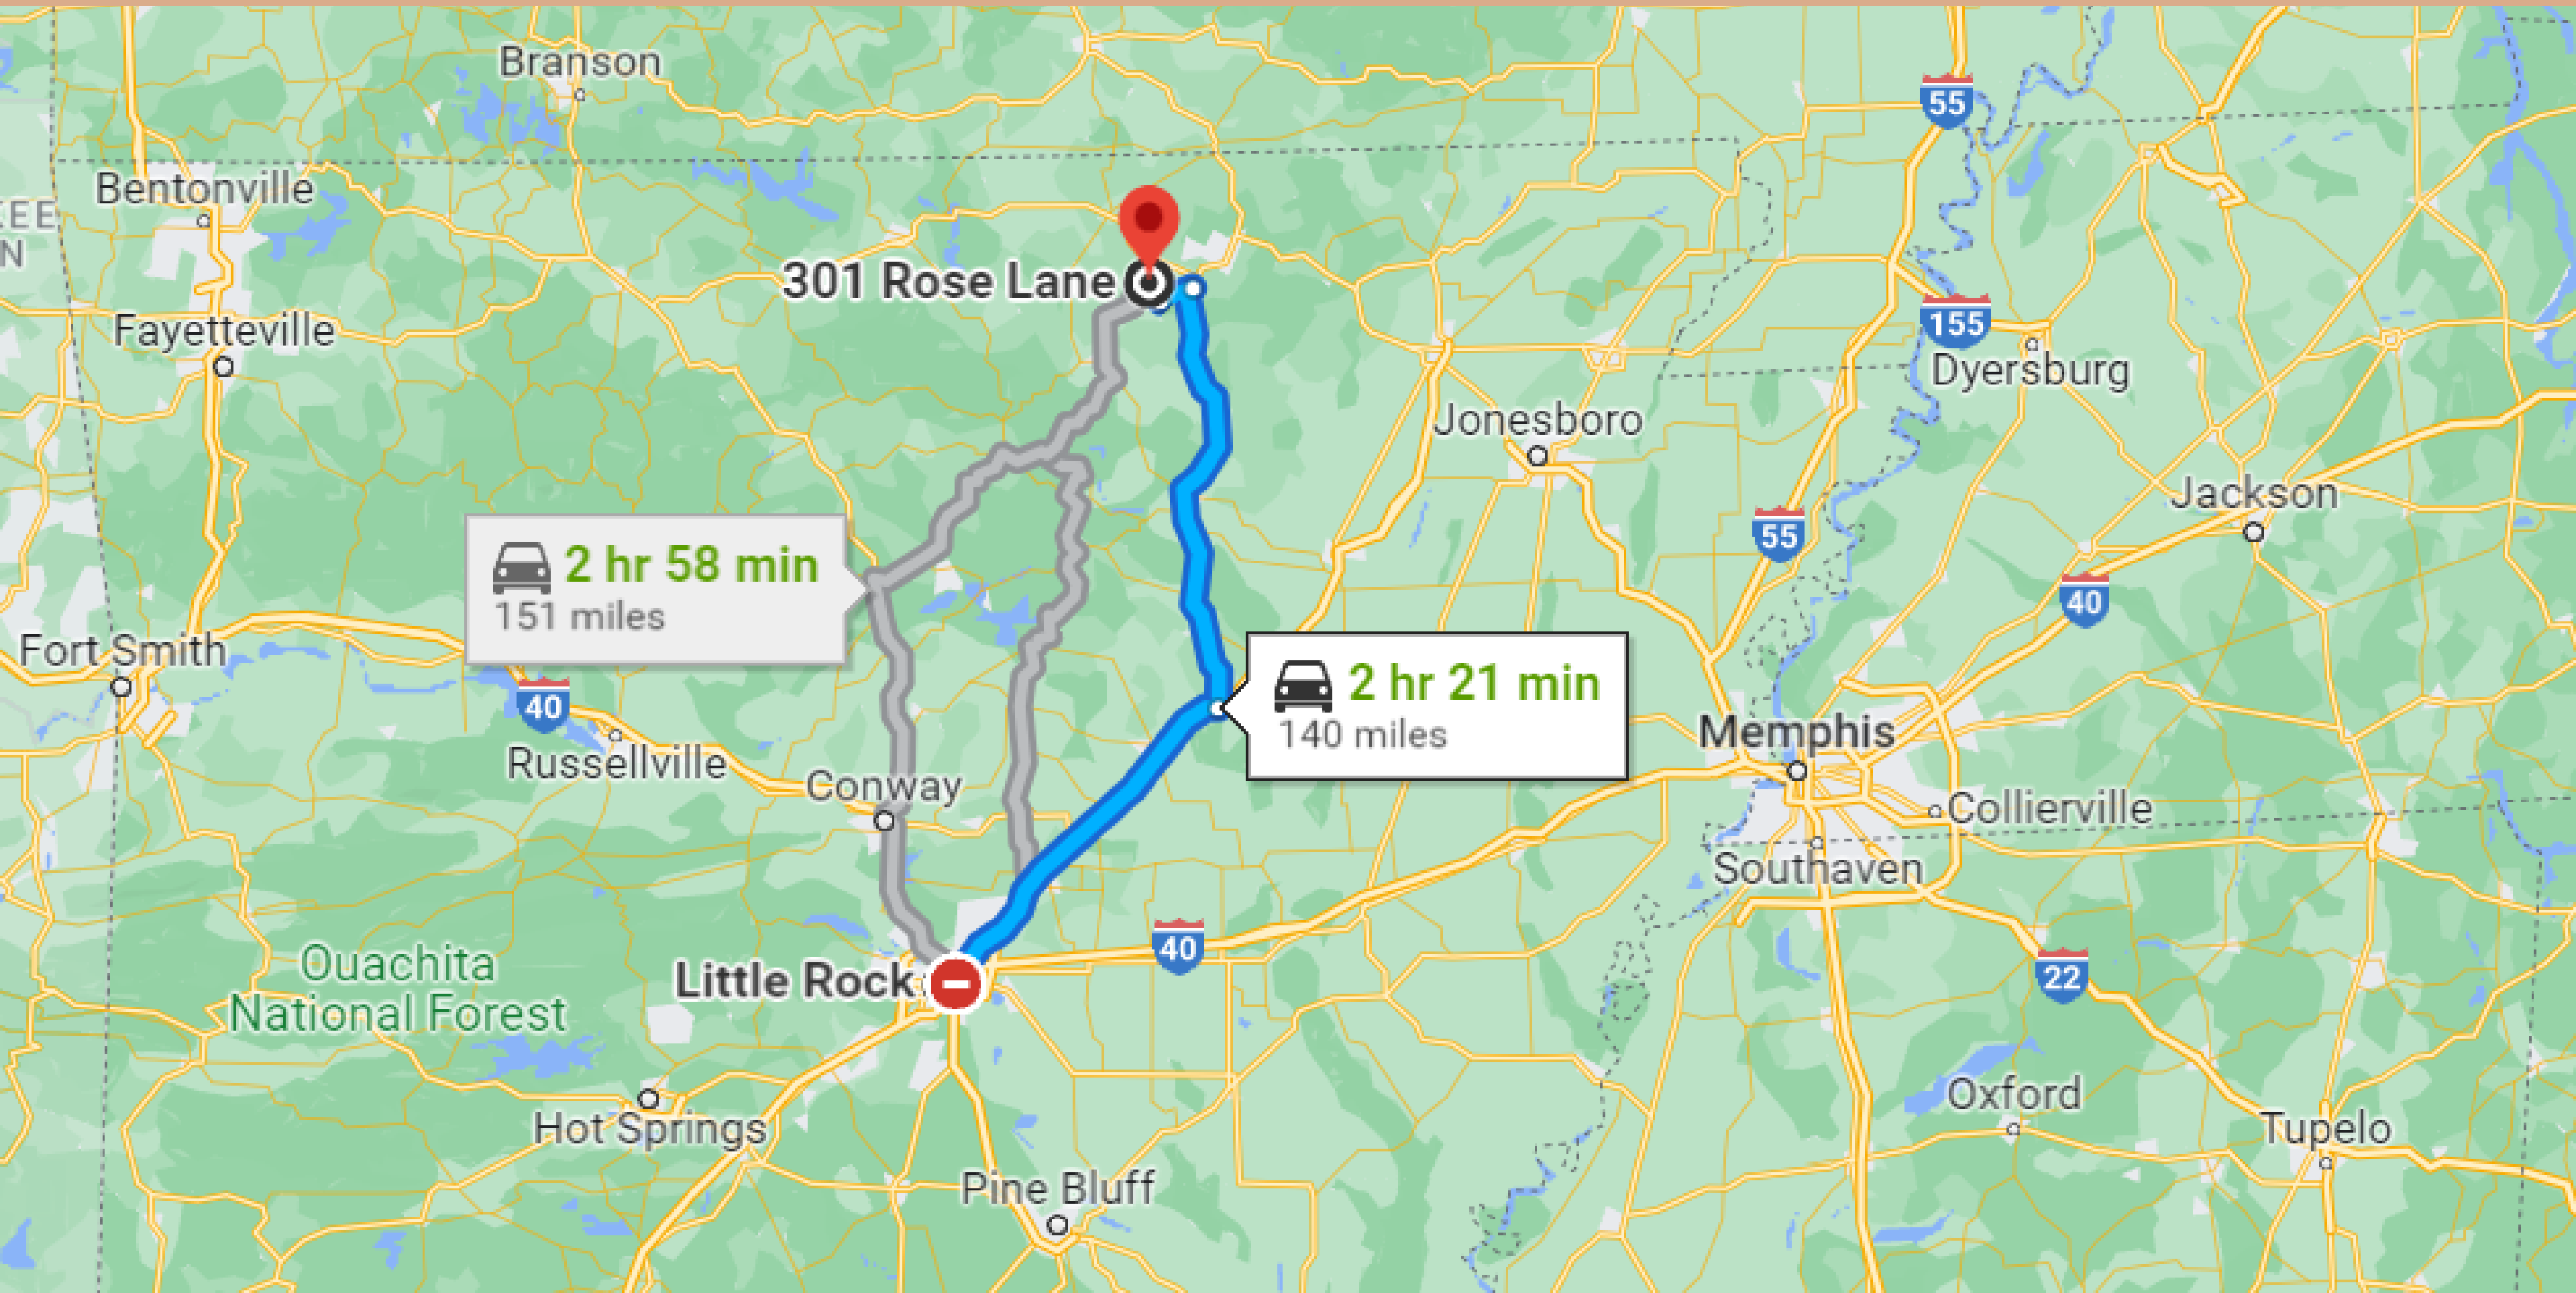 Branson
55
Bentonville
KEE
N
301 Rose Lane
155
Fayetteville
Dyersburg
Jonesboro
Jackson
55
2 hr 58 min
151 miles
40
Fort Smith
2 hr 21 min
140 miles
40
Memphis
Russellville
Conway
Collierville
Southaven
40
Little Rock
22
Ouachita
National Forest
Oxford
Hot Springs
Tupelo
Pine Bluff